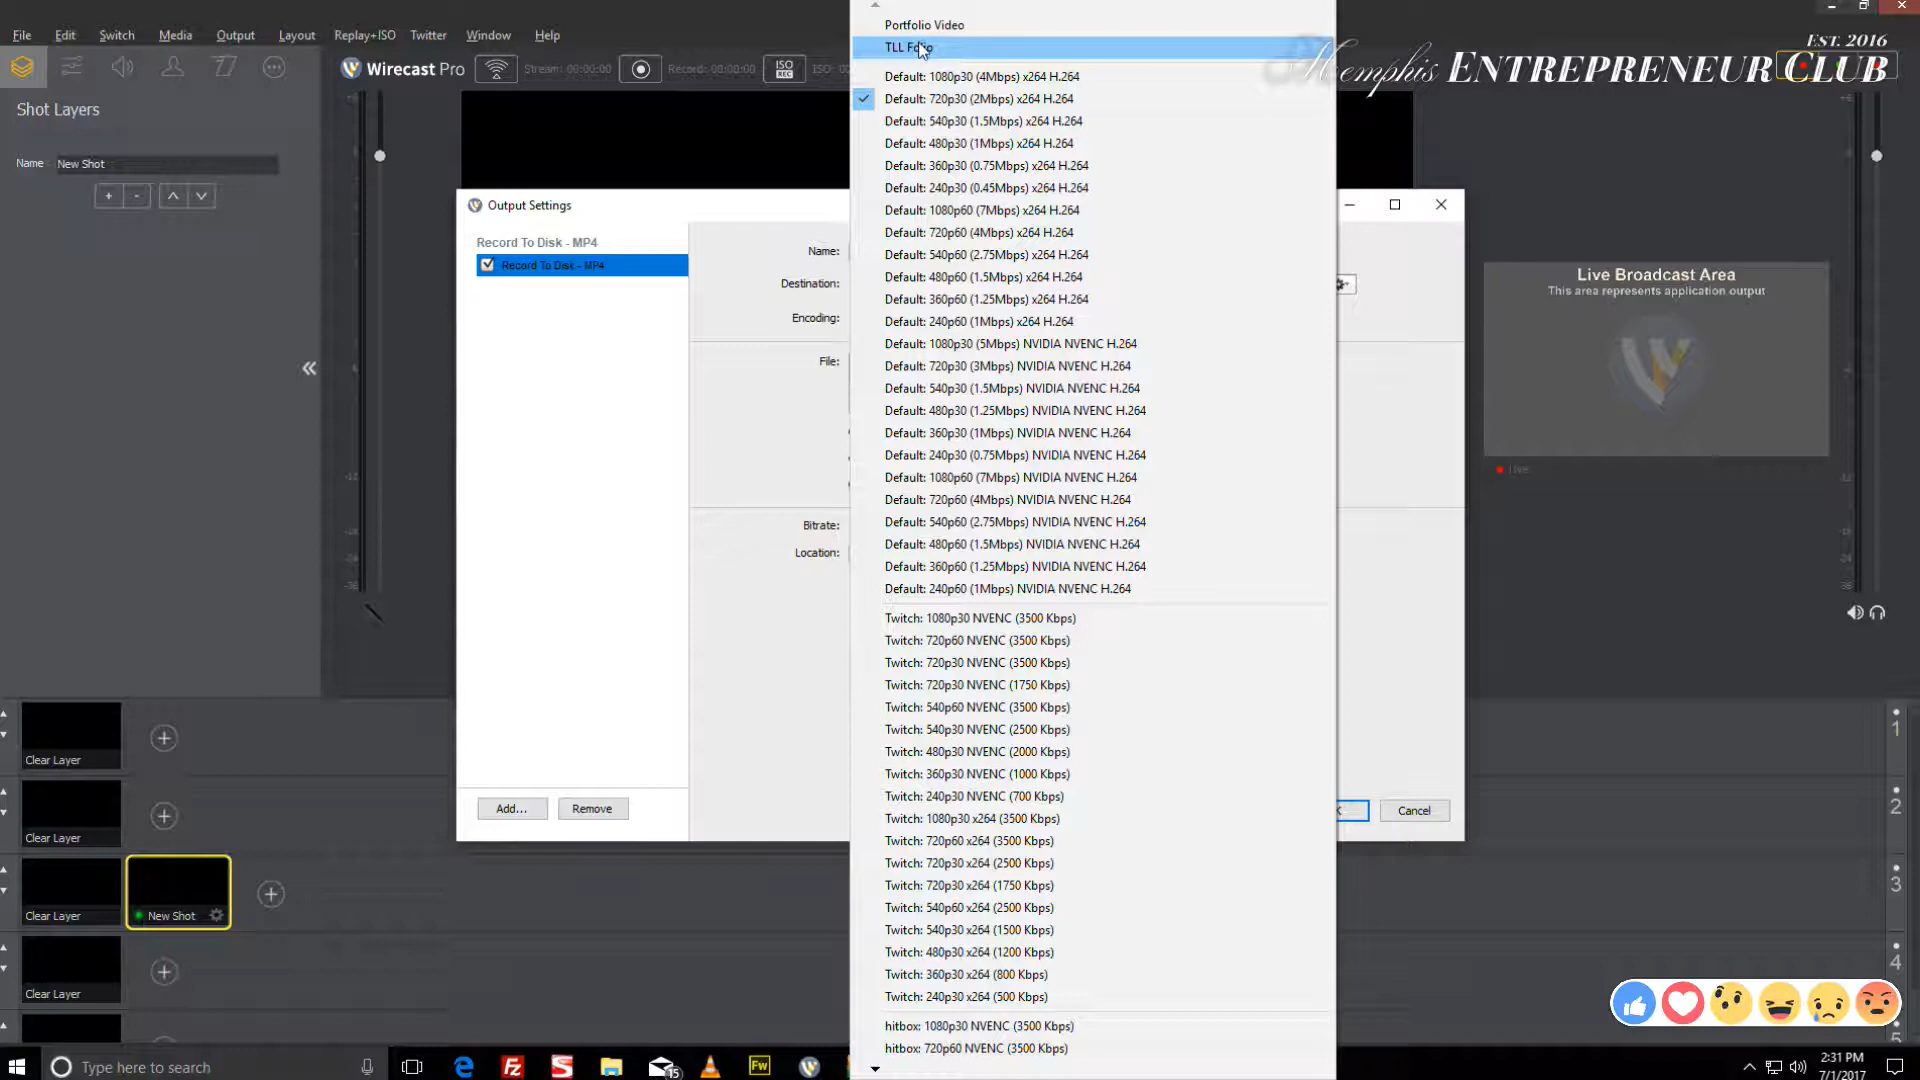 File Edit Switch Media Output Layout Replay+ISO Twitter Window Help
EST. 2016
Memphis ENTREPRENEUR CLUB
Wirecast Pro
Stream: 00:00:00
Record: 00:00:00
ISO REC
Shot Layers
Name New Shot
+ -
Output Settings
Record To Disk - MP4
Record To Disk - MP4
Name:
Destination:
Encoding:
File:
Bitrate:
Location:
Add...
Remove
Cancel
Portfolio Video
TLL
Default: 1080p30 (4Mbps) x264 H.264
Default: 720p30 (2Mbps) x264 H.264
Default: 540p30 (1.5Mbps) x264 H.264
Default: 480p30 (1Mbps) x264 H.264
Default: 360p30 (0.75Mbps) x264 H.264
Default: 240p30 (0.45Mbps) x264 H.264
Default: 1080p60 (7Mbps) x264 H.264
Default: 720p60 (4Mbps) x264 H.264
Default: 540p60 (2.75Mbps) x264 H.264
Default: 480p60 (1.5Mbps) x264 H.264
Default: 360p60 (1.25Mbps) x264 H.264
Default: 240p60 (1Mbps) x264 H.264
Default: 1080p30 (5Mbps) NVIDIA NVENC H.264
Default: 720p30 (3Mbps) NVIDIA NVENC H.264
Default: 540p30 (1.5Mbps) NVIDIA NVENC H.264
Default: 480p30 (1.25Mbps) NVIDIA NVENC H.264
Default: 360p30 (1Mbps) NVIDIA NVENC H.264
Default: 240p30 (0.75Mbps) NVIDIA NVENC H.264
Default: 1080p60 (7Mbps) NVIDIA NVENC H.264
Default: 720p60 (4Mbps) NVIDIA NVENC H.264
Default: 540p60 (2.75Mbps) NVIDIA NVENC H.264
Default: 480p60 (1.5Mbps) NVIDIA NVENC H.264
Default: 360p60 (1.25Mbps) NVIDIA NVENC H.264
Default: 240p60 (1Mbps) NVIDIA NVENC H.264
Twitch: 1080p30 NVENC (3500 Kbps)
Twitch: 720p60 NVENC (3500 Kbps)
Twitch: 720p30 NVENC (3500 Kbps)
Twitch: 720p30 NVENC (1750 Kbps)
Twitch: 540p60 NVENC (3500 Kbps)
Twitch: 540p30 NVENC (2500 Kbps)
Twitch: 480p30 NVENC (2000 Kbps)
Twitch: 360p30 NVENC (1000 Kbps)
Twitch: 240p30 NVENC (700 Kbps)
Twitch: 1080p30 x264 (3500 Kbps)
Twitch: 720p60 x264 (3500 Kbps)
Twitch: 720p30 x264 (2500 Kbps)
Twitch: 720p30 x264 (1750 Kbps)
Twitch: 540p60 x264 (2500 Kbps)
Twitch: 540p30 x264 (1500 Kbps)
Twitch: 480p30 x264 (1200 Kbps)
Twitch: 360p30 x264 (800 Kbps)
Twitch: 240p30 x264 (500 Kbps)
hitbox: 1080p30 NVENC (3500 Kbps)
hitbox: 720p60 NVENC (3500 Kbps)
Live Broadcast Area
This area represents application output
Live
Clear Layer
1
Clear Layer
2
Clear Layer
New Shot
3
Clear Layer
4
5
Type here to search
15
Fw
2:31 PM
7/1/2017